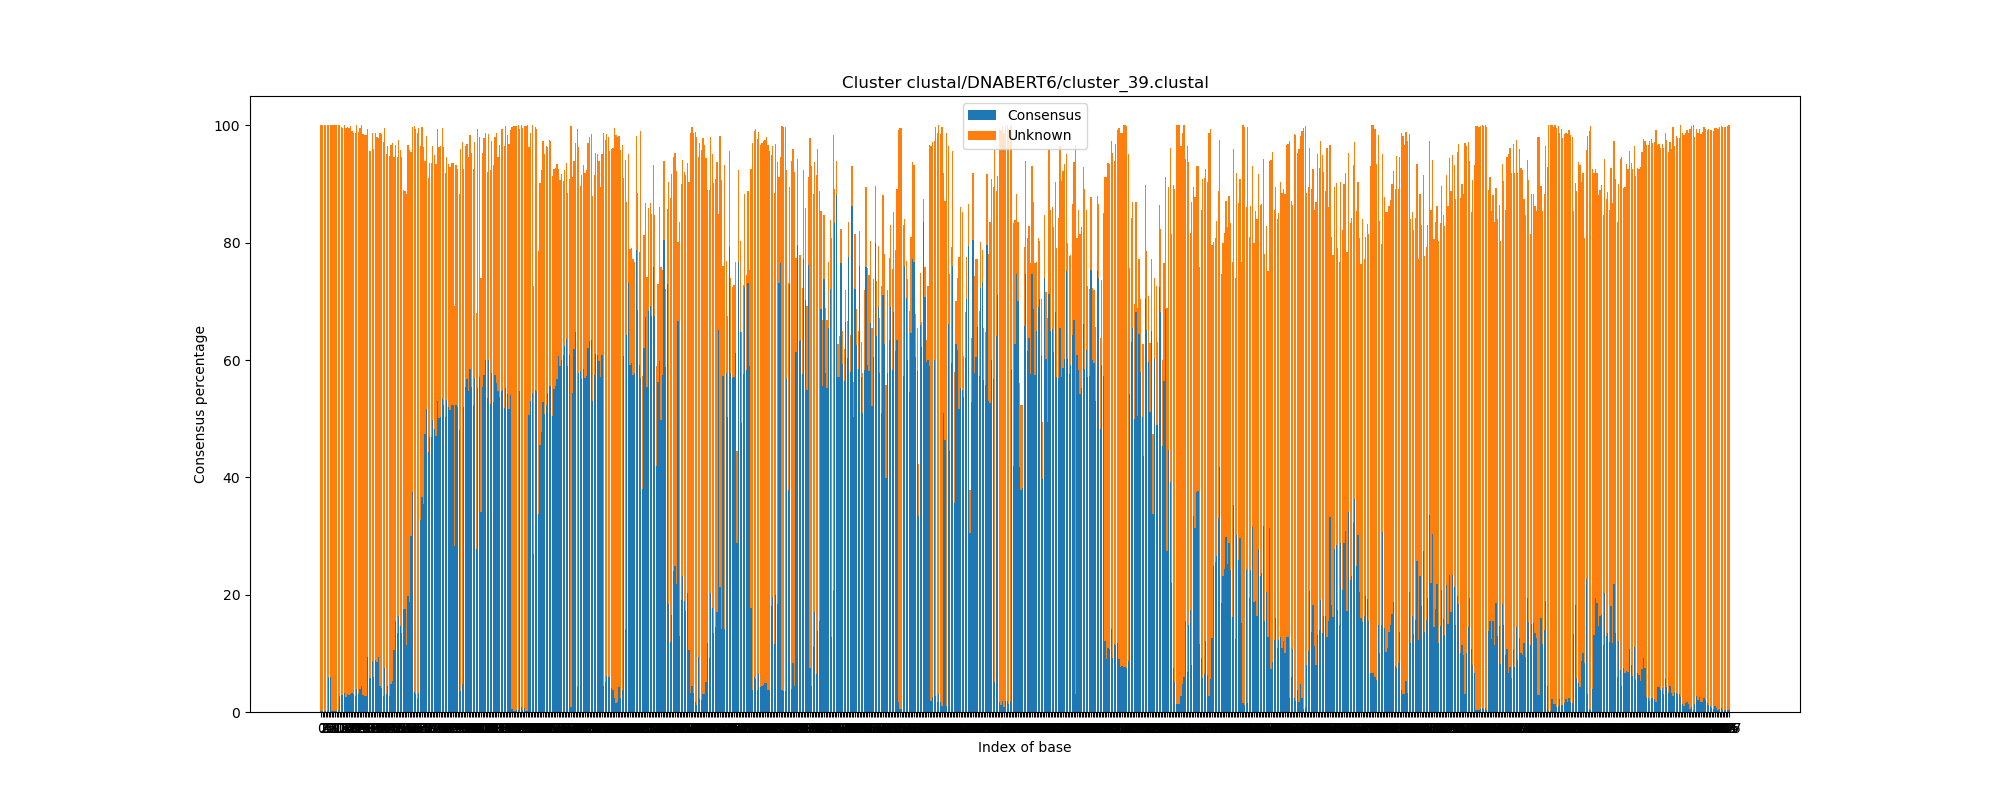 Cluster clustal/DNABERT6/cluster_39.clustal
Consensus
Unknown
100
80
60
40
20
0
Consensus percentage
Index of base